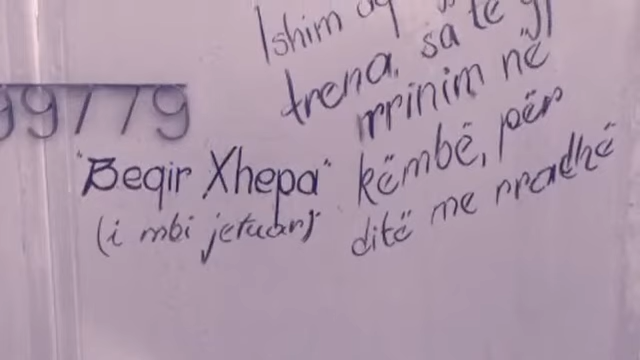 Ishim
trena, sa të
rrinim në
këmbë, për
ditë me rradhë
99779
"Beqir Xhepa"
(i mbi jetuar)